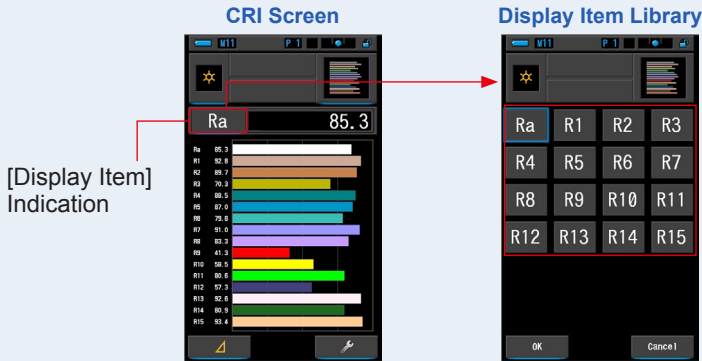 CRI Screen
Display Item Library
M11 P 1
M11 P 1
Ra 85.3
Ra 85.3
R1 92.8
R2 89.7
R3 70.3
R4 88.5
R5 87.0
R6 79.8
R7 91.0
R8 83.3
R9 41.3
R10 58.5
R11 80.6
R12 57.3
R13 92.6
R14 80.9
R15 93.4
[Display Item]
Indication
Ra R1 R2 R3
R4 R5 R6 R7
R8 R9 R10 R11
R12 R13 R14 R15
OK Cancel